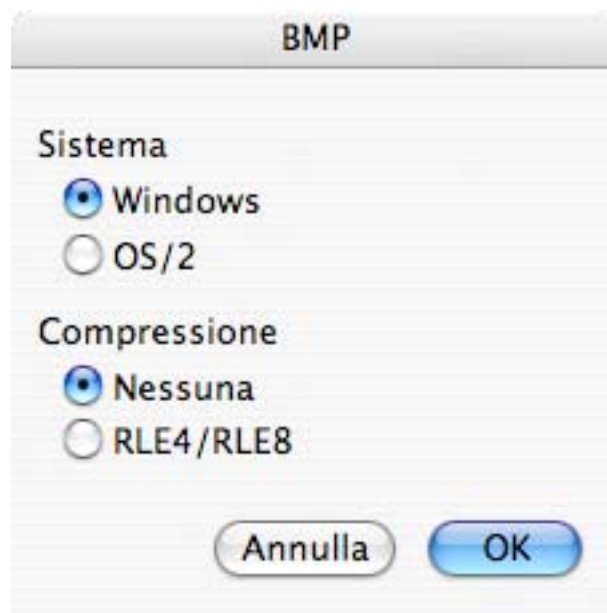 BMP
Sistema
Windows
OS/2
Compressione
Nessuna
RLE4/RLE8
Annulla OK